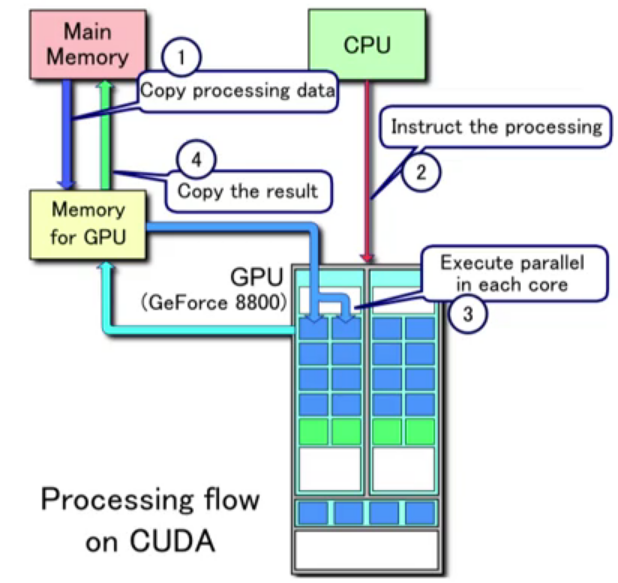 Main
Memory
CPU
1
Copy processing data
Instruct the processing
2
4
Copy the result
Memory
for GPU
GPU
(GeForce 8800)
Execute parallel
in each core
3
Processing flow
on CUDA